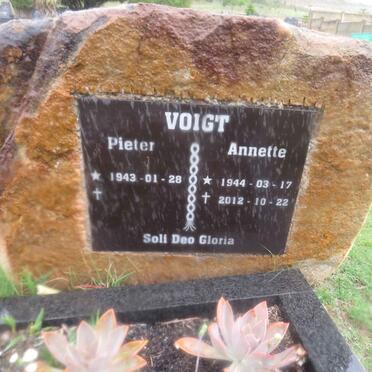 VOIGT
Pieter
★ 1943-01-28
✝
Annette
★ 1944-03-17
✝ 2012-10-22
Soli Deo Gloria